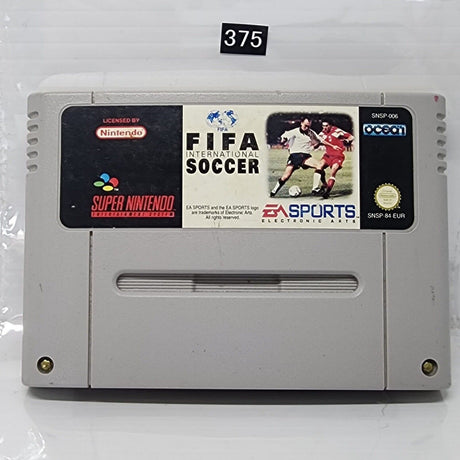 375
LICENSED BY
Nintendo
SUPER NINTENDO
ENTERTAINMENT SYSTEM
FIFA
FIFA
INTERNATIONAL
SOCCER
EA SPORTS and the EA SPORTS logo
are trademarks of Electronic Arts.
All rights reserved.
EA SPORTS
ELECTRONIC ARTS
SNSP-006
ocean
SNSP-84-EUR